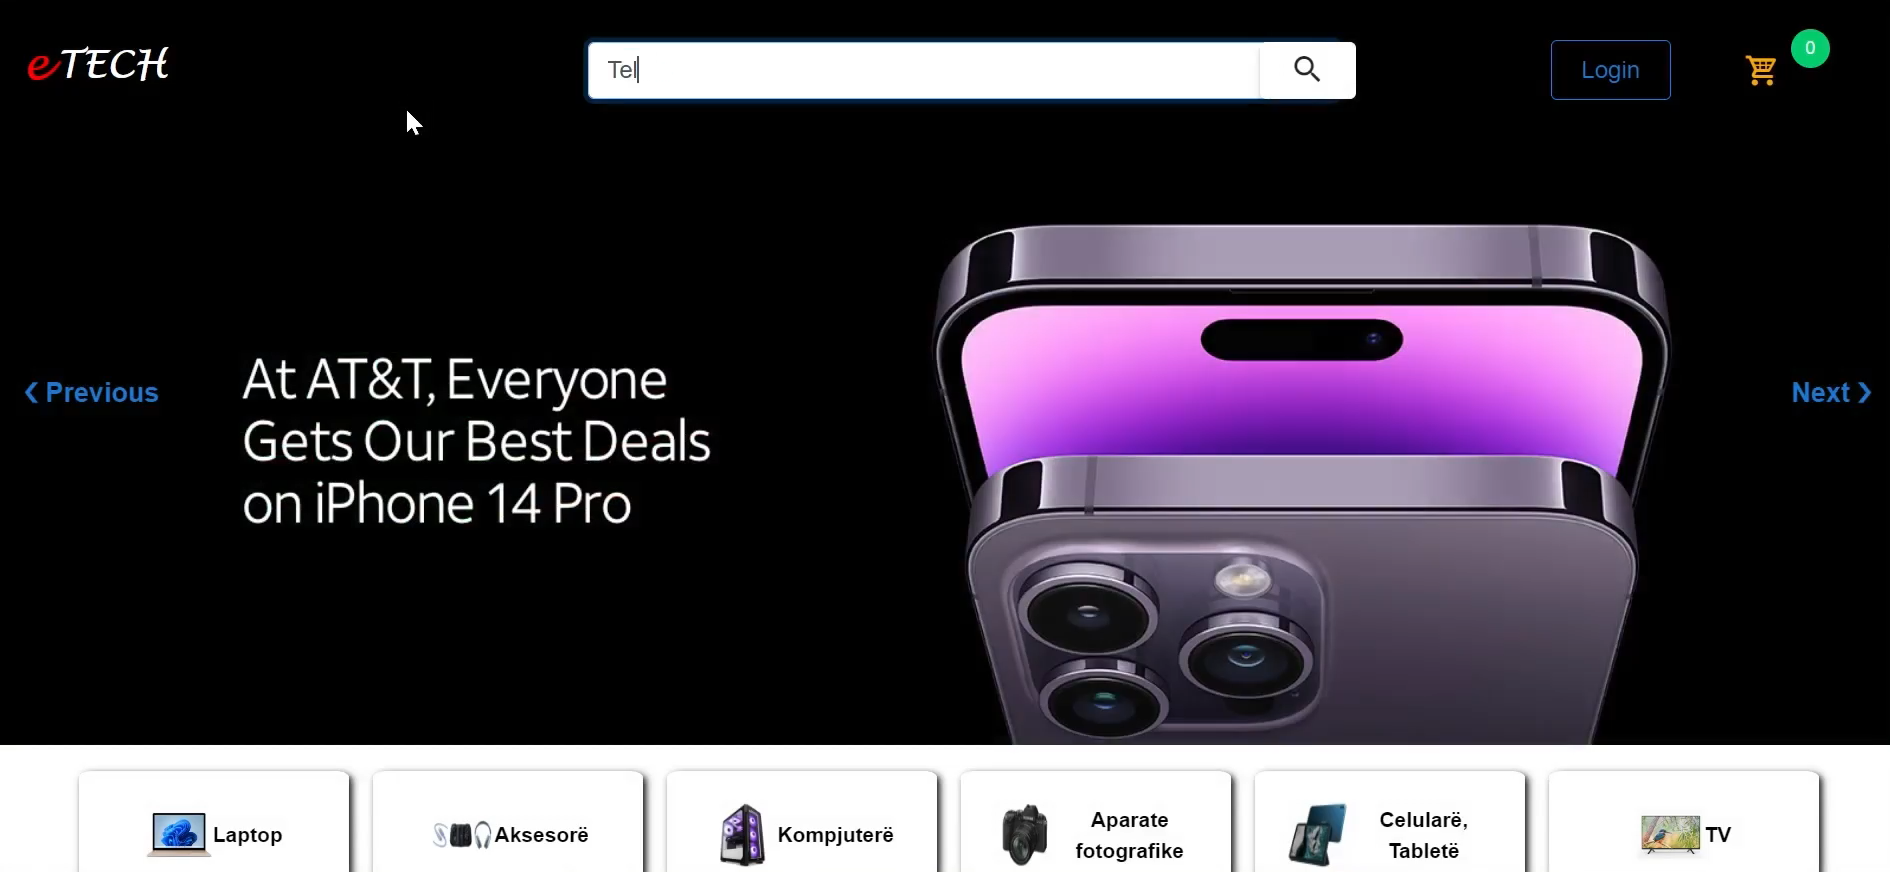 eTECH
Tel
Login
0
❮ Previous
At AT&T, Everyone
Gets Our Best Deals
on iPhone 14 Pro
Next ❯
Laptop
Aksesorë
Kompjuterë
Aparate
fotografike
Celularë,
Tabletë
TV